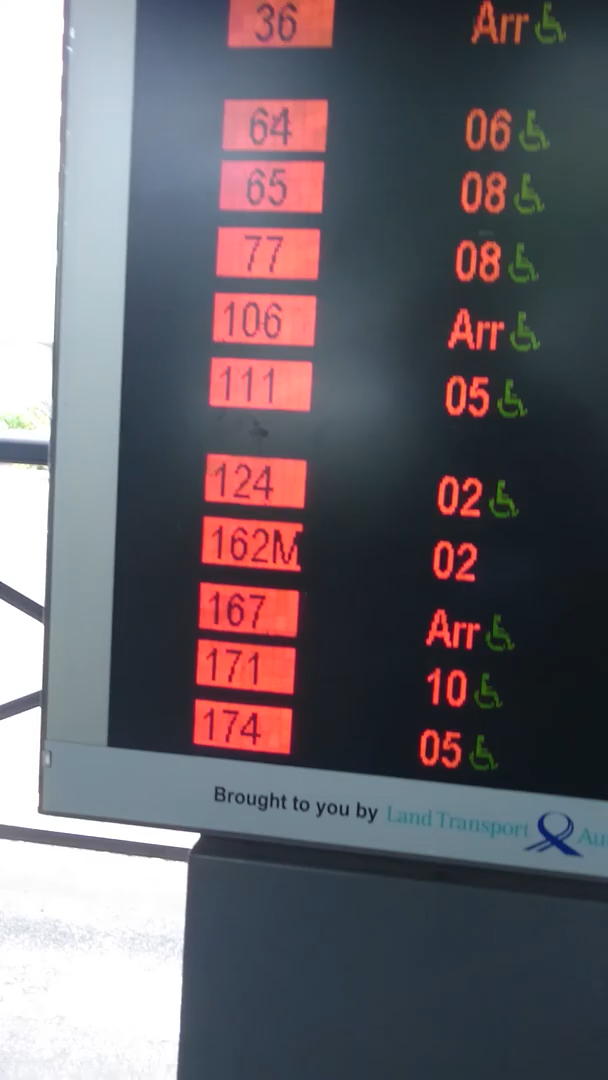 36 Arr
64 06
65 08
77 08
106 Arr
111 05
124 02
162M 02
167 Arr
171 10
174 05
Brought to you by Land Transport